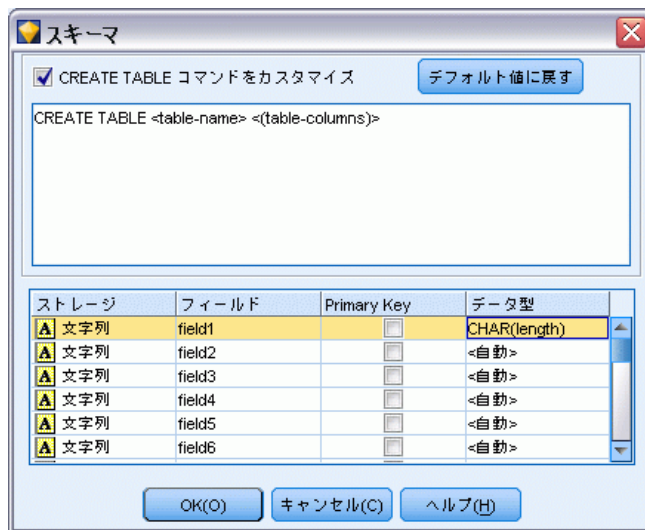 スキーマ
CREATE TABLE コマンドをカスタマイズ
デフォルト値に戻す
CREATE TABLE <table-name> <(table-columns)>
ストレージ フィールド Primary Key データ型
A 文字列 field1 CHAR(length)
A 文字列 field2 <自動>
A 文字列 field3 <自動>
A 文字列 field4 <自動>
A 文字列 field5 <自動>
A 文字列 field6 <自動>
OK(O) キャンセル(C) ヘルプ(H)